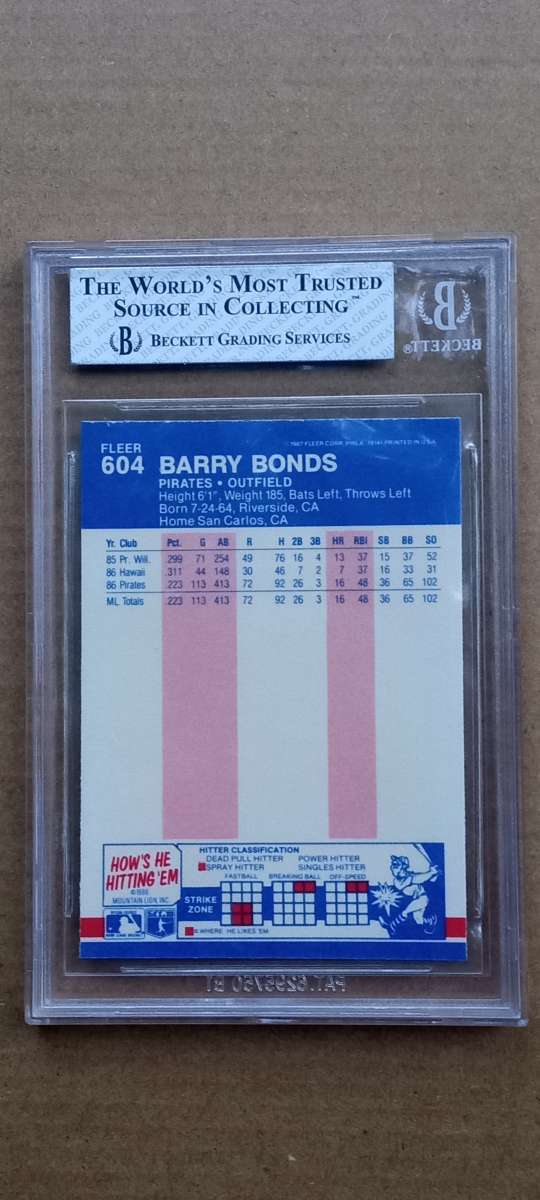 THE WORLD'S MOST TRUSTED
SOURCE IN COLLECTING™
B BECKETT GRADING SERVICES
B
BECKETT®
FLEER
604 BARRY BONDS
©1987 FLEER CORP. PHILA. 19141 PRINTED IN U.S.A.
PIRATES • OUTFIELD
Height 6'1", Weight 185, Bats Left, Throws Left
Born 7-24-64, Riverside, CA
Home San Carlos, CA
Yr. Club Pct. G AB R H 2B 3B HR RBI SB BB SO
85 Pr. Will. .299 71 254 49 76 16 4 13 37 15 37 52
86 Hawaii .311 44 148 30 46 7 2 7 37 16 33 31
86 Pirates .223 113 413 72 92 26 3 16 48 36 65 102
ML Totals .223 113 413 72 92 26 3 16 48 36 65 102
HOW'S HE
HITTING 'EM
©1986
MOUNTAIN LION, INC.
HITTER CLASSIFICATION
DEAD PULL HITTER POWER HITTER
SPRAY HITTER SINGLES HITTER
FASTBALL BREAKING BALL OFF-SPEED
STRIKE
ZONE
=WHERE HE LIKES 'EM
PAT. 6295750 B1